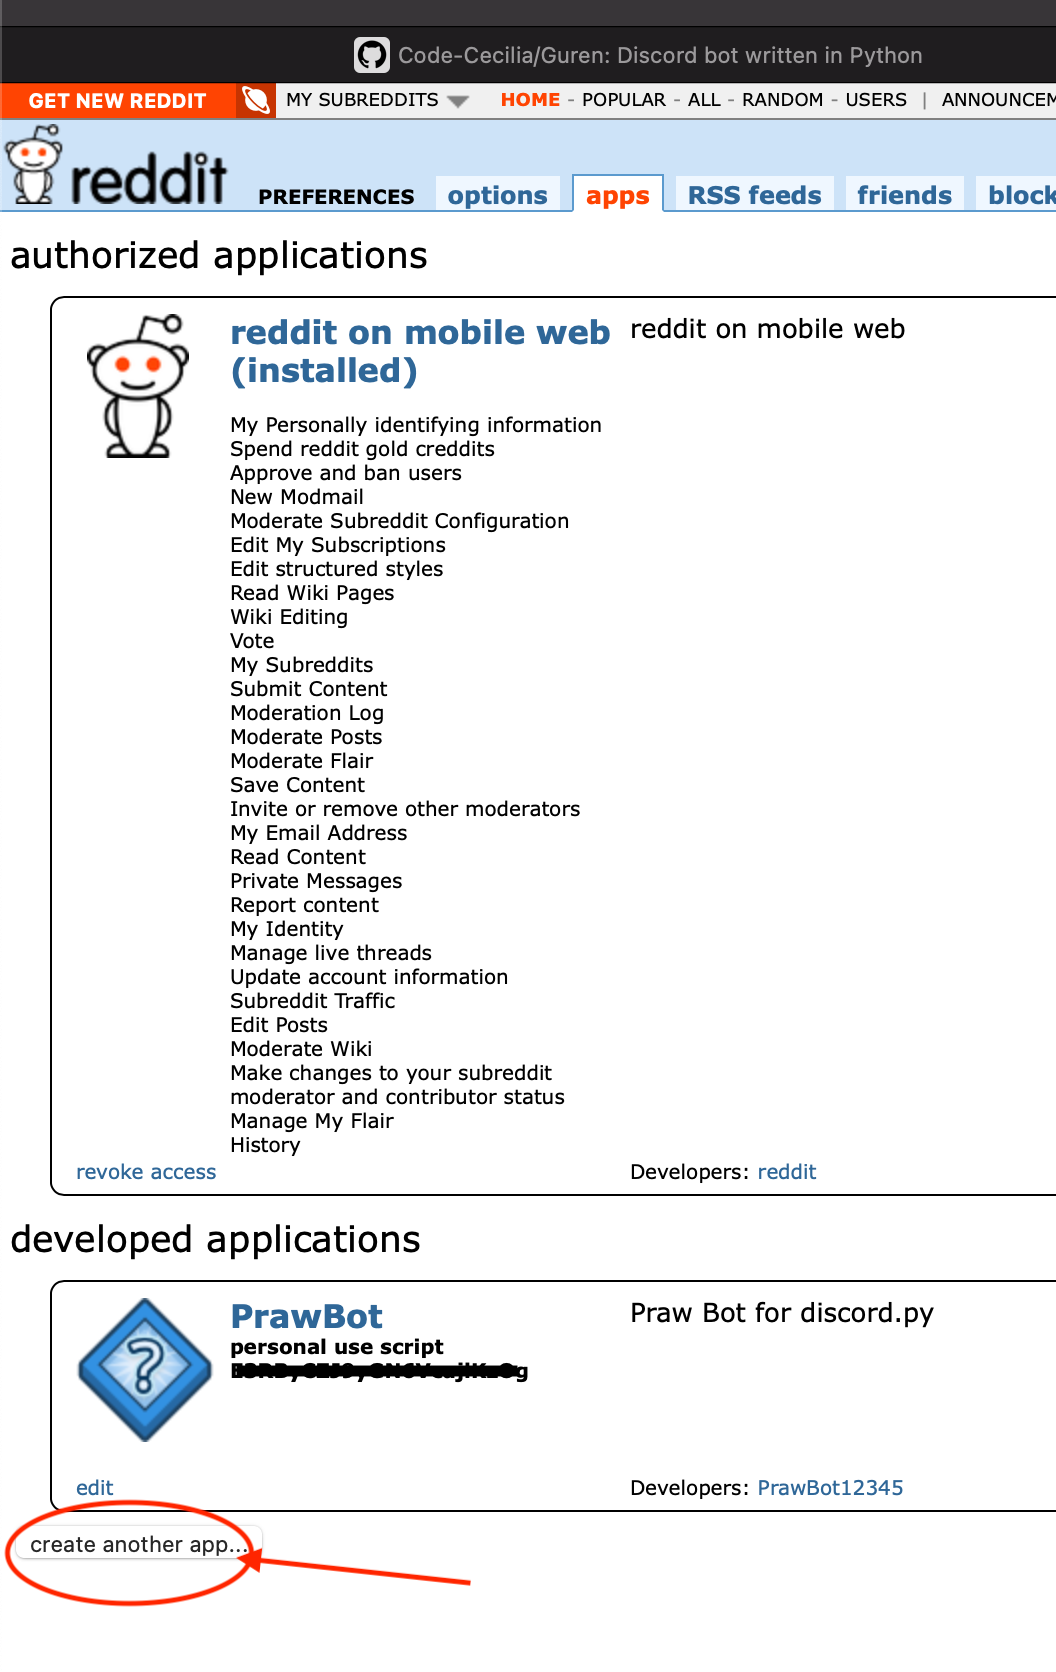 Code-Cecilia/Guren: Discord bot written in Python
GET NEW REDDIT MY SUBREDDITS HOME - POPULAR - ALL - RANDOM - USERS | ANNOUNCEM
reddit PREFERENCES options apps RSS feeds friends block
authorized applications
reddit on mobile web reddit on mobile web
(installed)
My Personally identifying information
Spend reddit gold creddits
Approve and ban users
New Modmail
Moderate Subreddit Configuration
Edit My Subscriptions
Edit structured styles
Read Wiki Pages
Wiki Editing
Vote
My Subreddits
Submit Content
Moderation Log
Moderate Posts
Moderate Flair
Save Content
Invite or remove other moderators
My Email Address
Read Content
Private Messages
Report content
My Identity
Manage live threads
Update account information
Subreddit Traffic
Edit Posts
Moderate Wiki
Make changes to your subreddit
moderator and contributor status
Manage My Flair
History
revoke access Developers: reddit
developed applications
PrawBot Praw Bot for discord.py
personal use script
edit Developers: PrawBot12345
create another app...